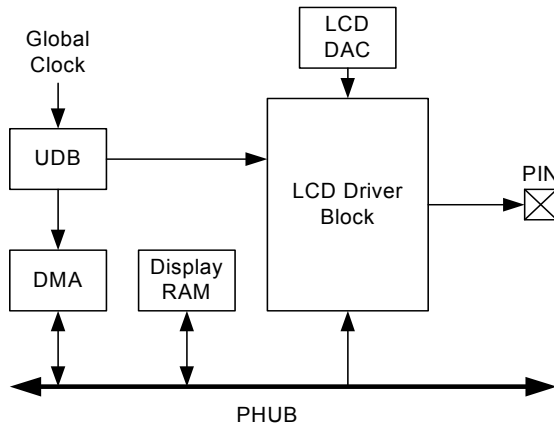 LCD
DAC
Global
Clock
UDB
PIN
LCD Driver
Block
DMA
Display
RAM
PHUB